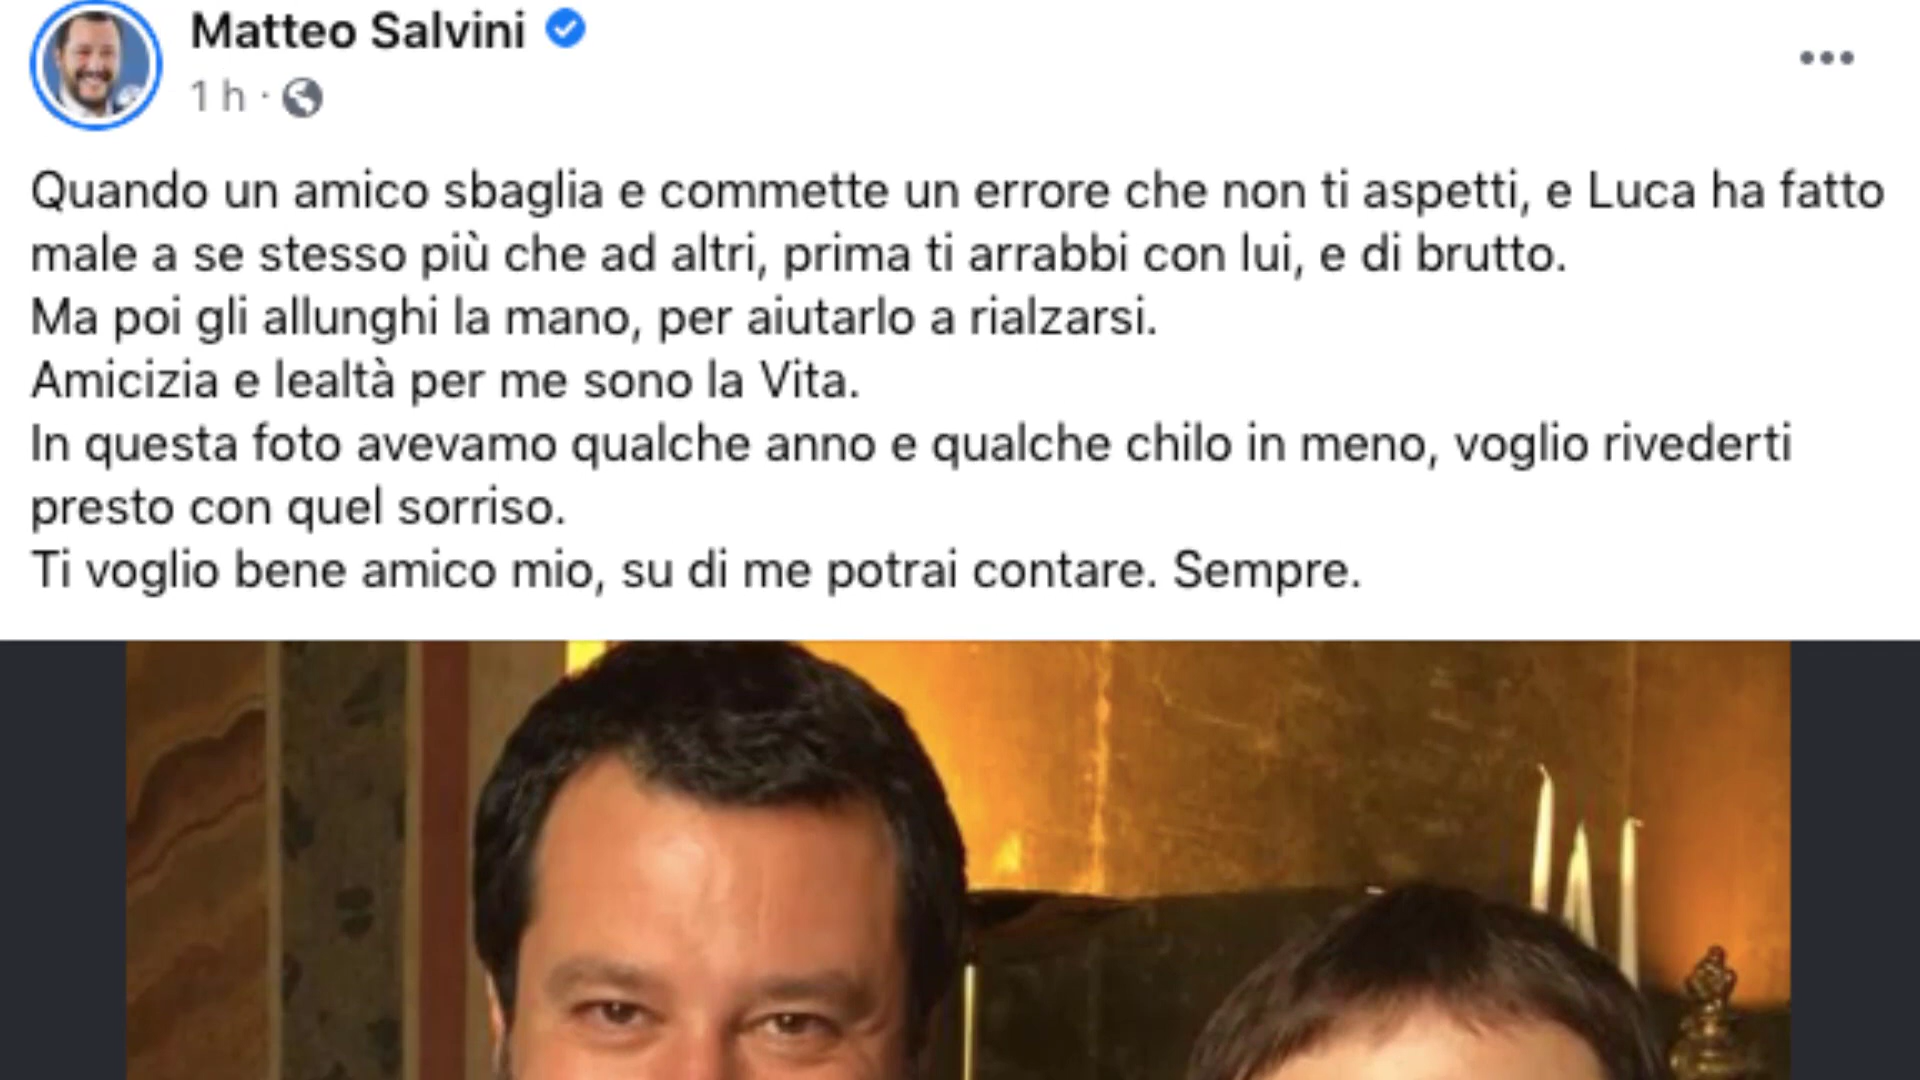 Matteo Salvini
1 h ·
Quando un amico sbaglia e commette un errore che non ti aspetti, e Luca ha fatto
male a se stesso più che ad altri, prima ti arrabbi con lui, e di brutto.
Ma poi gli allunghi la mano, per aiutarlo a rialzarsi.
Amicizia e lealtà per me sono la Vita.
In questa foto avevamo qualche anno e qualche chilo in meno, voglio rivederti
presto con quel sorriso.
Ti voglio bene amico mio, su di me potrai contare. Sempre.